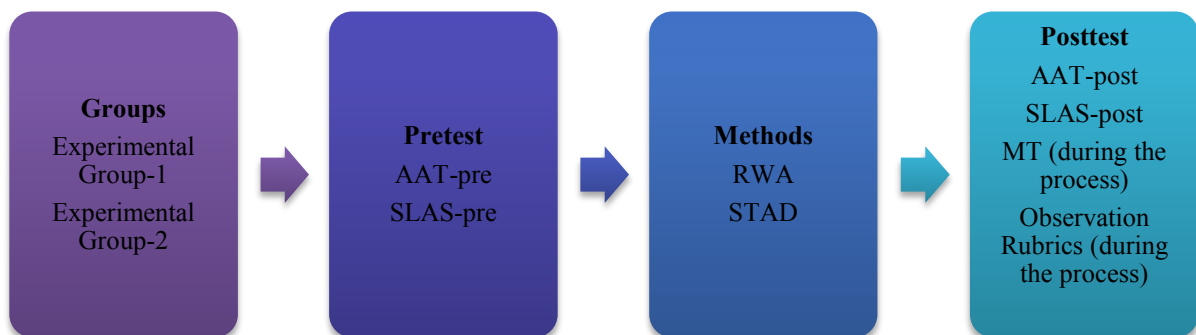 Groups
Experimental
Group-1
Experimental
Group-2
Pretest
AAT-pre
SLAS-pre
Methods
RWA
STAD
Posttest
AAT-post
SLAS-post
MT (during the
process)
Observation
Rubrics (during
the process)